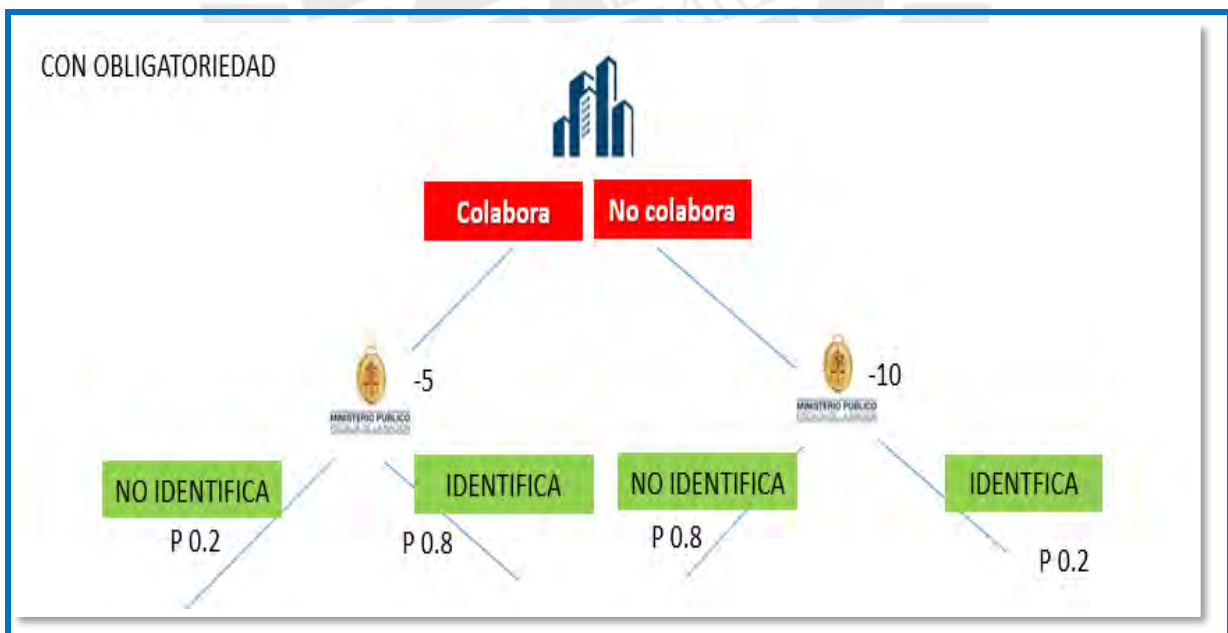 CON OBLIGATORIEDAD
Colabora
No colabora
-5
MINISTERIO PUBLICO
-10
MINISTERIO PUBLICO
NO IDENTIFICA
IDENTIFICA
NO IDENTIFICA
IDENTFICA
P 0.2
P 0.8
P 0.8
P 0.2